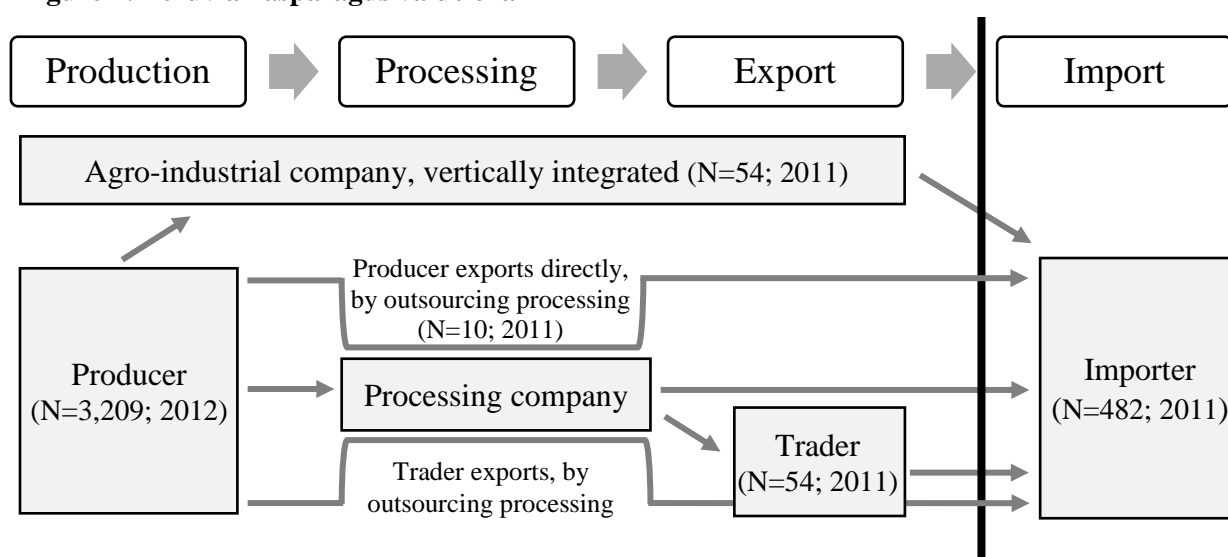 Production
Processing
Export
Import
Agro-industrial company, vertically integrated (N=54; 2011)
Producer exports directly,
by outsourcing processing
(N=10; 2011)
Producer
(N=3,209; 2012)
Processing company
Importer
(N=482; 2011)
Trader
(N=54; 2011)
Trader exports, by
outsourcing processing